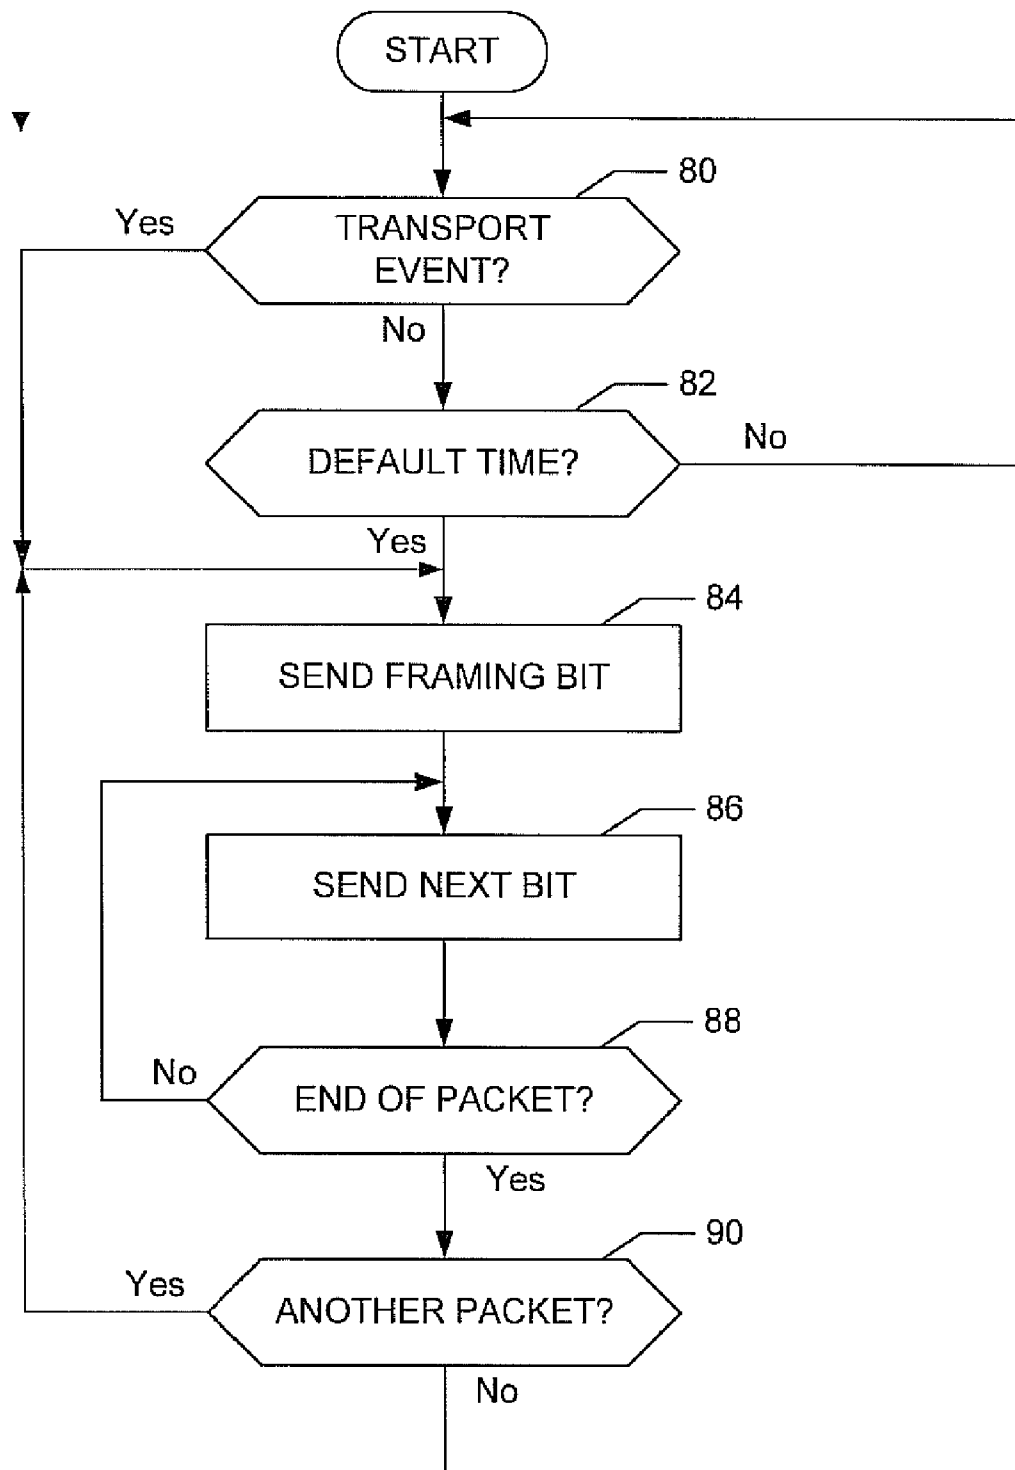 START
80
Yes
TRANSPORT
EVENT?
No
82
DEFAULT TIME?
No
Yes
84
SEND FRAMING BIT
86
SEND NEXT BIT
88
No
END OF PACKET?
Yes
90
Yes
ANOTHER PACKET?
No